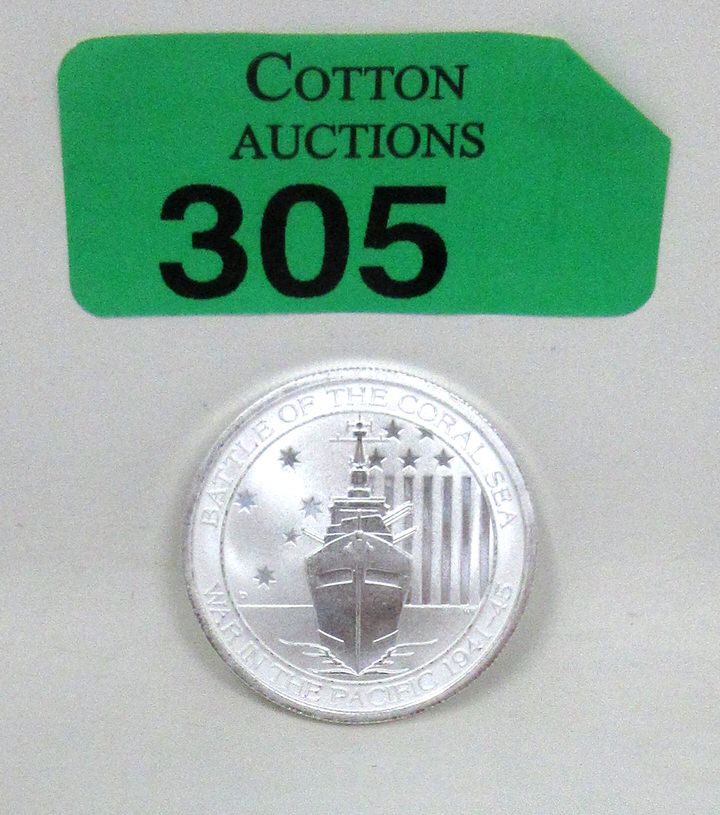 COTTON
AUCTIONS
305
BATTLE OF THE CORAL SEA
WAR IN THE PACIFIC 1941-45